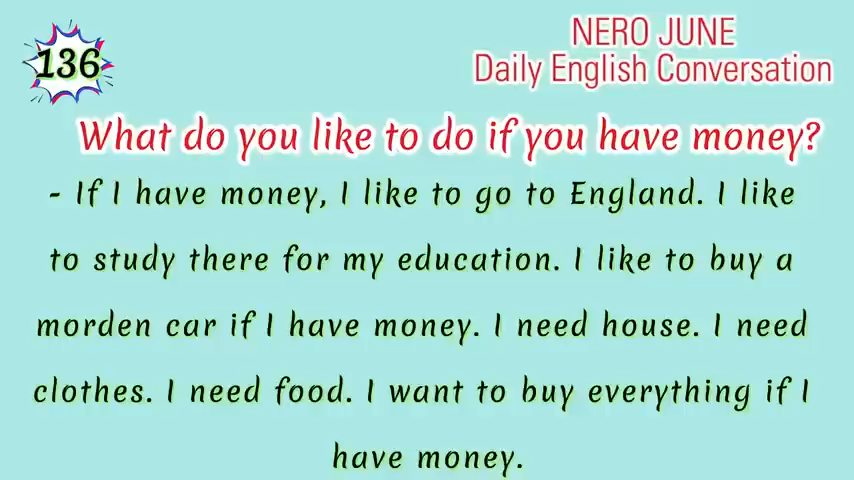 136
NERO JUNE
Daily English Conversation
What do you like to do if you have money?
- If I have money, I like to go to England. I like
to study there for my education. I like to buy a
morden car if I have money. I need house. I need
clothes. I need food. I want to buy everything if I
have money.